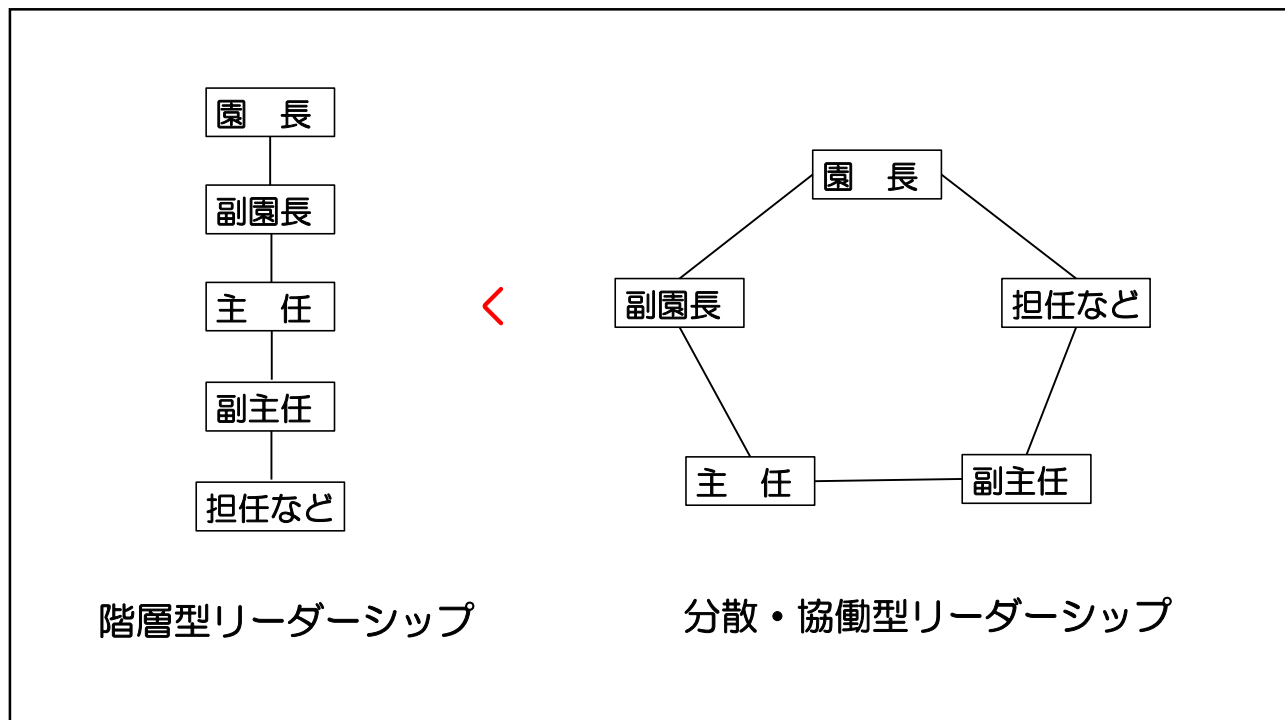 園　長
副園長
主　任
副主任
担任など
階層型リーダーシップ
<
園　長
副園長
担任など
主　任
副主任
分散・協働型リーダーシップ